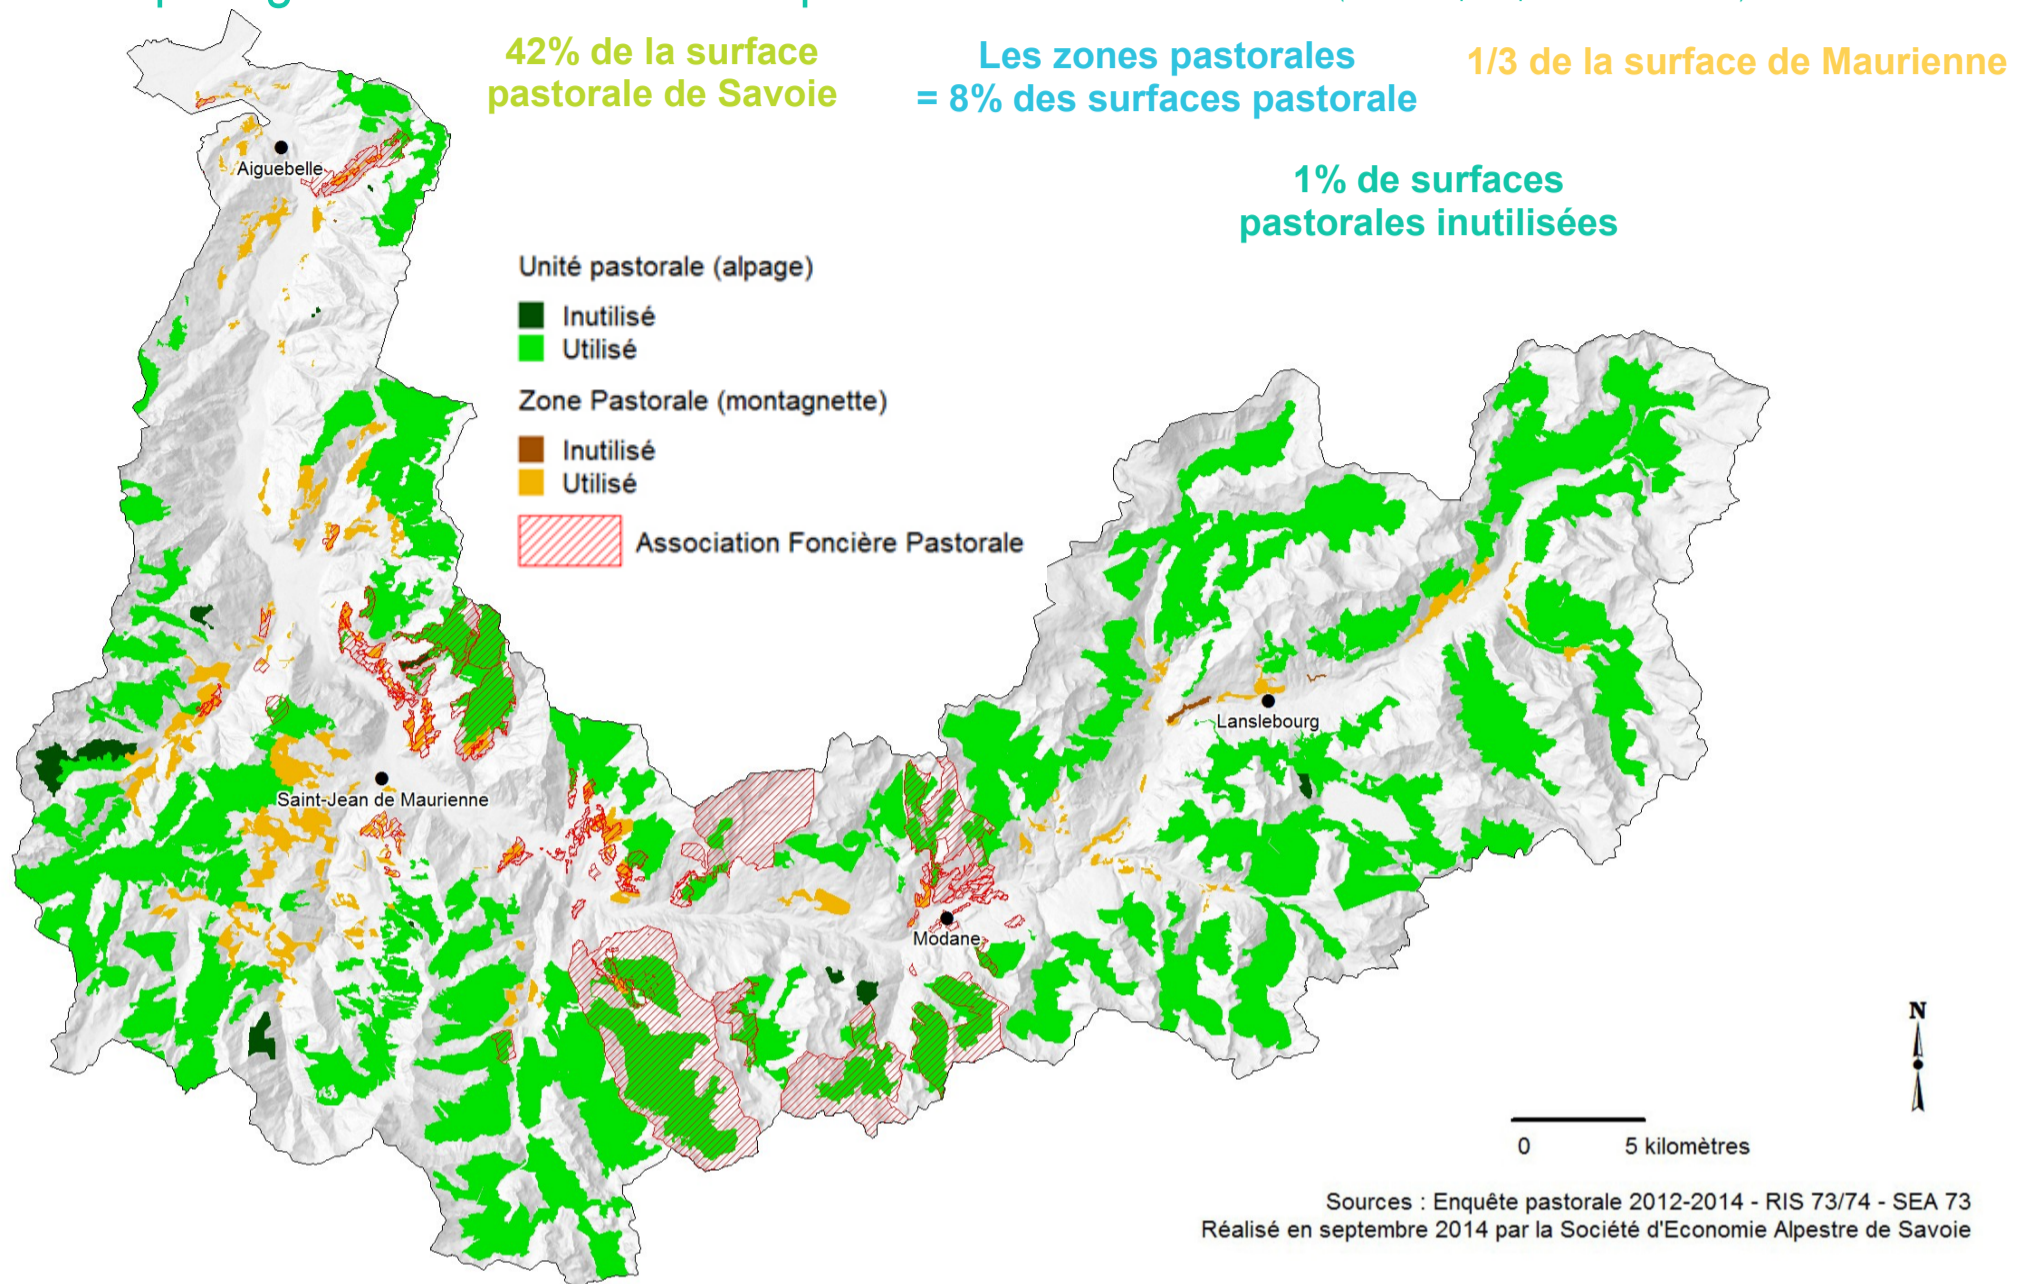 42% de la surface
pastorale de Savoie
Les zones pastorales
= 8% des surfaces pastorale
1/3 de la surface de Maurienne
1% de surfaces
pastorales inutilisées
Aiguebelle
Unité pastorale (alpage)
Inutilisé
Utilisé
Zone Pastorale (montagnette)
Inutilisé
Utilisé
Association Foncière Pastorale
Lanslebourg
Saint-Jean de Maurienne
Modane
N
0 5 kilomètres
Sources : Enquête pastorale 2012-2014 - RIS 73/74 - SEA 73
Réalisé en septembre 2014 par la Société d'Economie Alpestre de Savoie